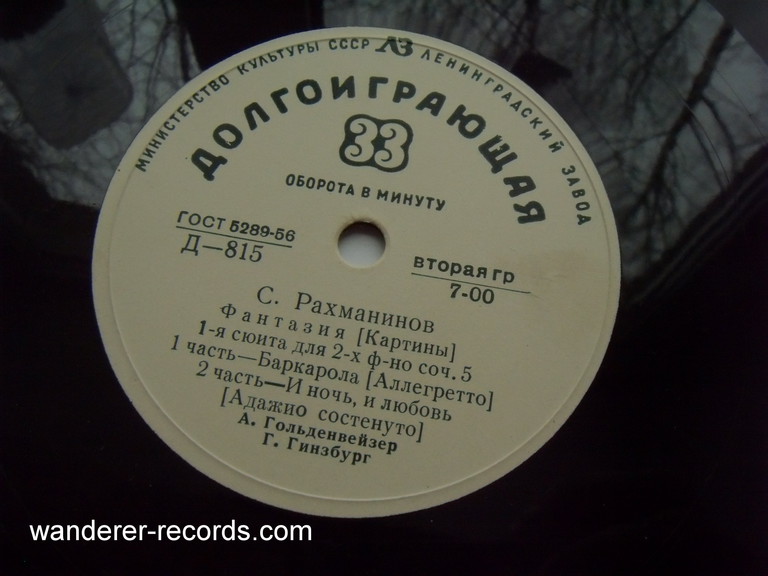 МИНИСТЕРСТВО КУЛЬТУРЫ СССР ЛЗ ЛЕНИНГРАДСКИЙ ЗАВОД
ДОЛГОИГРАЮЩАЯ
33
ОБОРОТА В МИНУТУ
ГОСТ 5289-56
Д—815
вторая гр
7-00
С. Рахманинов
Фантазия [Картины]
1-я сюита для 2-х ф-но соч. 5
1 часть—Баркарола [Аллегретто]
2 часть—И ночь, и любовь
[Адажио состенуто]
А. Гольденвейзер
Г. Гинзбург
wanderer-records.com